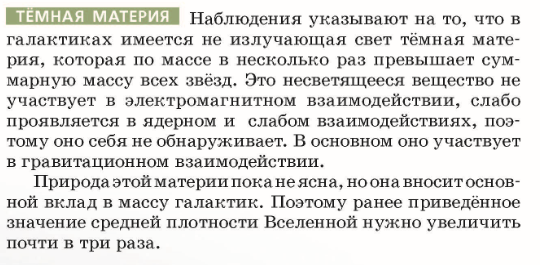 ТЁМНАЯ МАТЕРИЯ Наблюдения указывают на то, что в
галактиках имеется не излучающая свет тёмная мате-
рия, которая по массе в несколько раз превышает сум-
марную массу всех звёзд. Это несветящееся вещество не
участвует в электромагнитном взаимодействии, слабо
проявляется в ядерном и слабом взаимодействиях, поэ-
тому оно себя не обнаруживает. В основном оно участвует
в гравитационном взаимодействии.
Природа этой материи пока не ясна, но она вносит основ-
ной вклад в массу галактик. Поэтому ранее приведённое
значение средней плотности Вселенной нужно увеличить
почти в три раза.